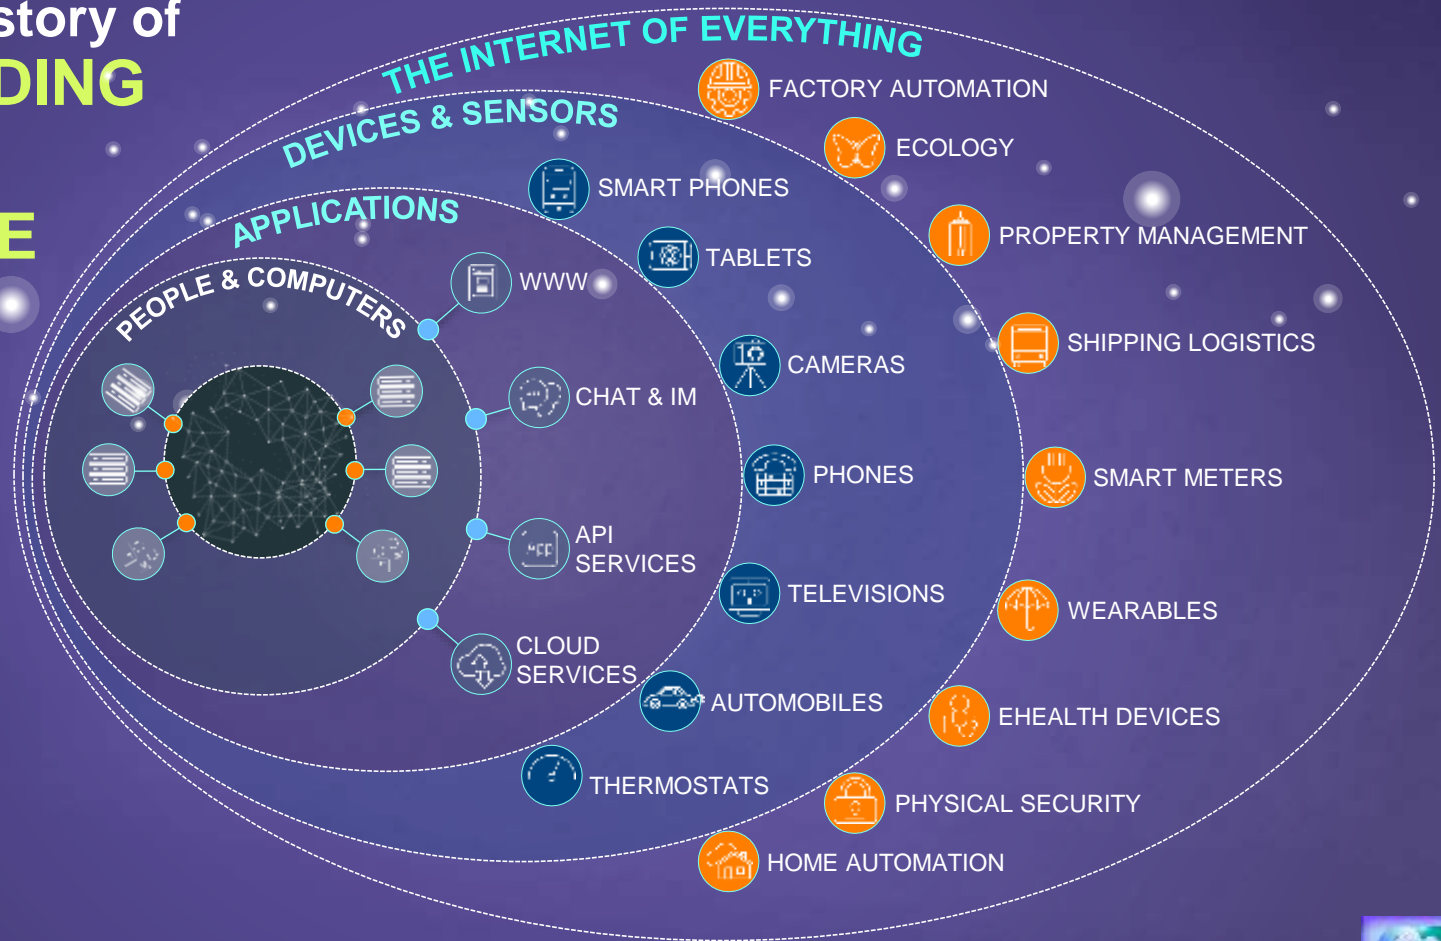 story of
DING
E
THE INTERNET OF EVERYTHING
DEVICES & SENSORS
APPLICATIONS
PEOPLE & COMPUTERS
FACTORY AUTOMATION
ECOLOGY
PROPERTY MANAGEMENT
SHIPPING LOGISTICS
SMART METERS
WEARABLES
EHEALTH DEVICES
PHYSICAL SECURITY
HOME AUTOMATION
SMART PHONES
TABLETS
CAMERAS
PHONES
TELEVISIONS
AUTOMOBILES
THERMOSTATS
WWW
CHAT & IM
API
SERVICES
CLOUD
SERVICES